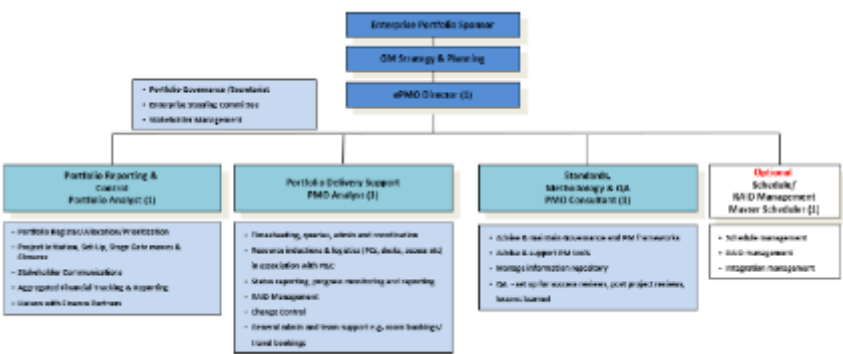 Enterprise Portfolio Sponsor
GM Strategy & Planning
ePMO Director (1)
• Portfolio Governance /Secretariat
• Enterprise Steering Committee
• Stakeholder Management
Portfolio Reporting &
Control
Portfolio Analyst (1)
• Portfolio Register/Allocation/Prioritization
• Project Initiation, Set-Up, Stage Gate reviews &
Closure
• Stakeholder Communications
• Aggregated Financial Tracking & Reporting
• Liaison with Finance Partners
Portfolio Delivery Support
PMO Analyst (1)
• Timesheeting, queries, admin and coordination
• Resource inductions & logistics (PCs, desks, access etc)
in association with
• Status reporting, progress monitoring and reporting
• RAID Management
• Change Control
• General admin and team support e.g. room bookings/
travel bookings
Standards,
Methodology & QA
PMO Consultant (1)
• Advise & maintain Governance and PM frameworks
• Advise & support PM tools
• Manage information repository
• QA - set up for success reviews, post project reviews,
lessons learned
Optional
Schedule/
RAID Management
Master Scheduler (1)
• Schedule management
• RAID management
• Integration management